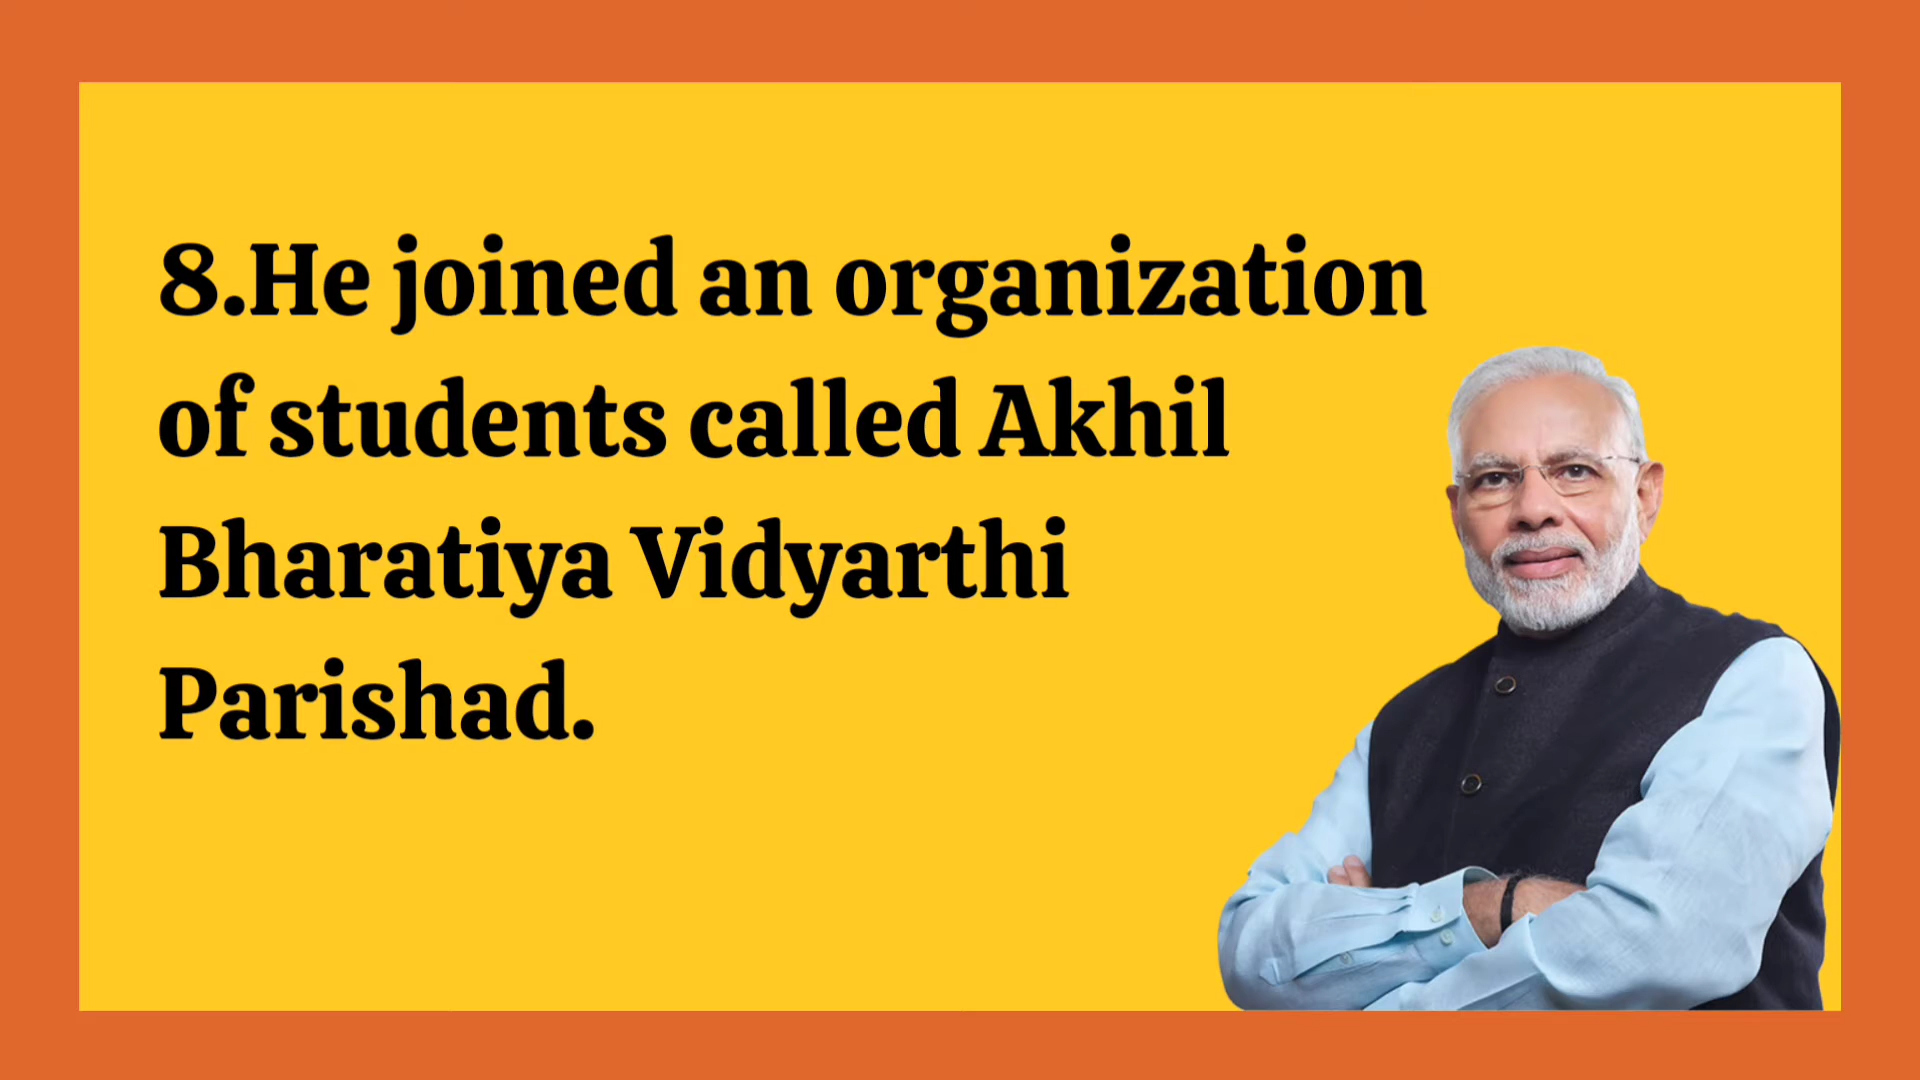 8.He joined an organization
of students called Akhil
Bharatiya Vidyarthi
Parishad.